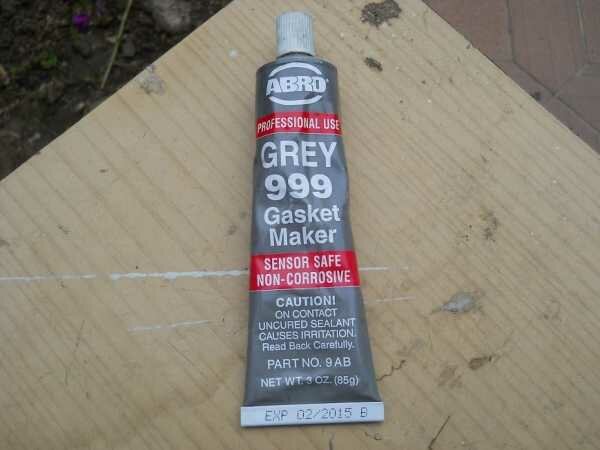 ABRO
PROFESSIONAL USE
GREY
999
Gasket
Maker
SENSOR SAFE
NON-CORROSIVE
CAUTION!
ON CONTACT
UNCURED SEALANT
CAUSES IRRITATION.
Read Back Carefully.
PART NO. 9AB
NET WT. 3 OZ. (85g)
EXP 02/2015 B